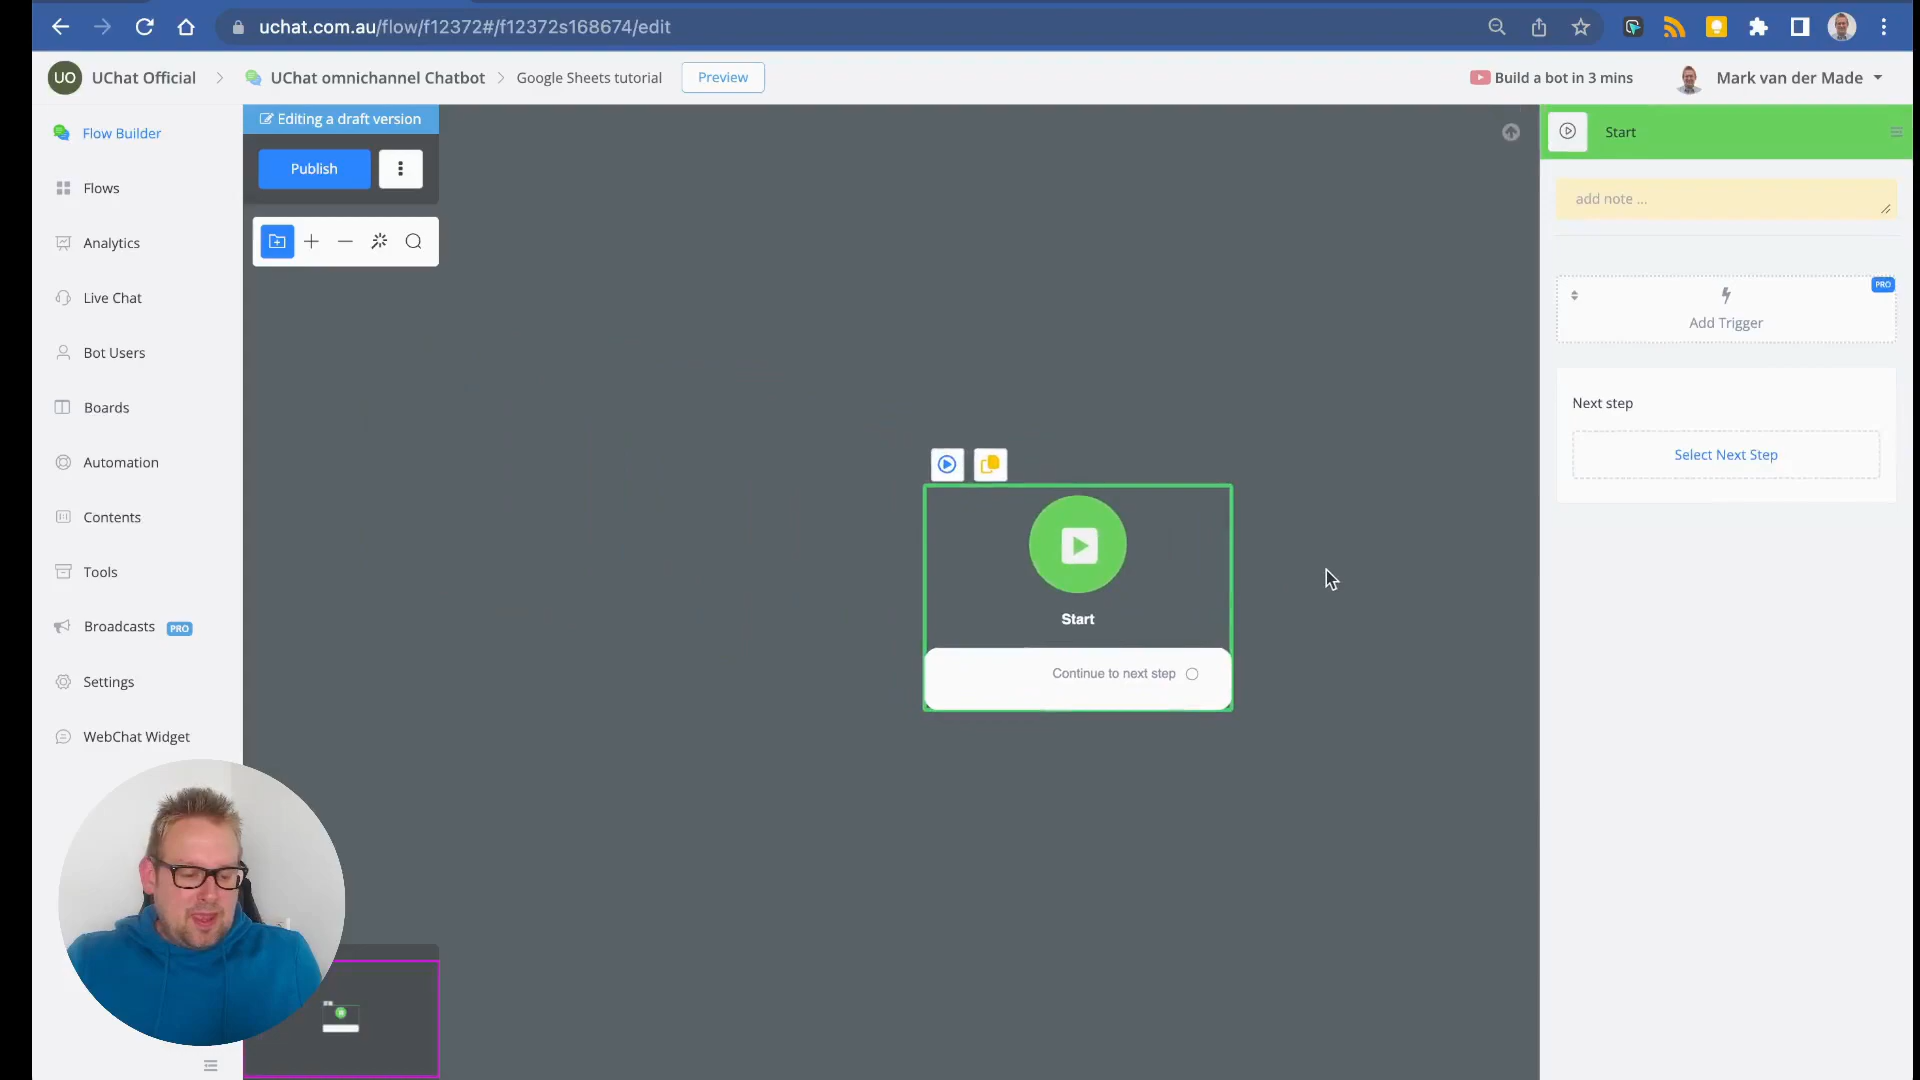 uchat.com.au/flow/f12372#/f12372s168674/edit
UO UChat Official
UChat omnichannel Chatbot
Google Sheets tutorial
Preview
Build a bot in 3 mins
Mark van der Made
Flow Builder
Flows
Analytics
Live Chat
Bot Users
Boards
Automation
Contents
Tools
Broadcasts PRO
Settings
WebChat Widget
Editing a draft version
Publish
Start
Continue to next step
Start
add note ...
PRO
Add Trigger
Next step
Select Next Step